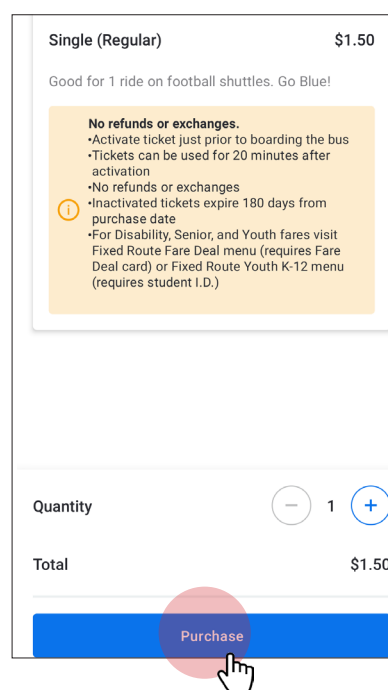 Single (Regular) $1.50
Good for 1 ride on football shuttles. Go Blue!
No refunds or exchanges.
•Activate ticket just prior to boarding the bus
•Tickets can be used for 20 minutes after
activation
•No refunds or exchanges
•Inactivated tickets expire 180 days from
purchase date
•For Disability, Senior, and Youth fares visit
Fixed Route Fare Deal menu (requires Fare
Deal card) or Fixed Route Youth K-12 menu
(requires student I.D.)
Quantity 1
Total $1.50
Purchase